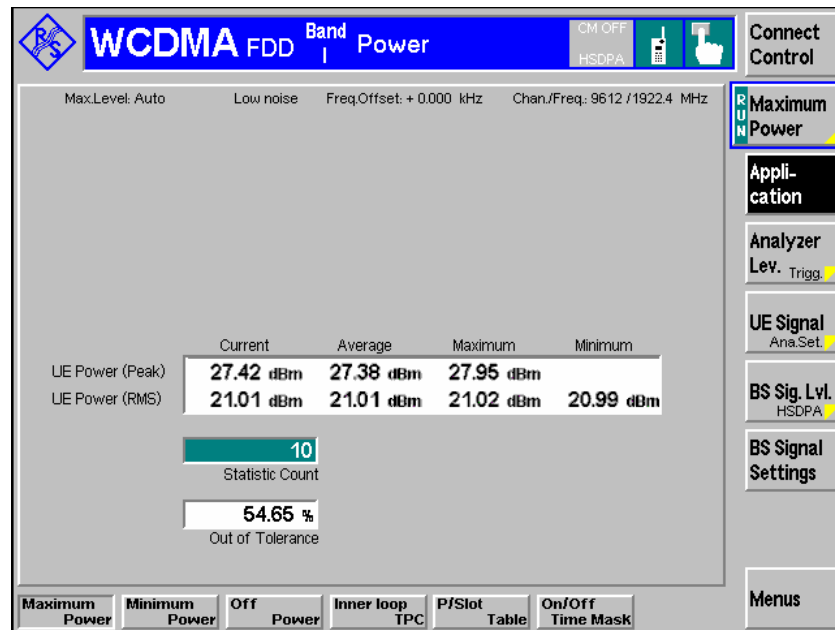 R&S
WCDMA FDD Band I Power
CM OFF
HSDPA
Connect Control
Max.Level: Auto Low noise Freq.Offset: + 0.000 kHz Chan./Freq.: 9612 / 1922.4 MHz
RUN
Maximum Power
Appli-
cation
Analyzer
Lev. Trigg.
UE Signal
Ana.Set.
BS Sig. Lvl.
HSDPA
BS Signal
Settings
Current Average Maximum Minimum
UE Power (Peak) 27.42 dBm 27.38 dBm 27.95 dBm
UE Power (RMS) 21.01 dBm 21.01 dBm 21.02 dBm 20.99 dBm
10
Statistic Count
54.65 %
Out of Tolerance
Maximum Power
Minimum Power
Off Power
Inner loop TPC
P/Slot Table
On/Off Time Mask
Menus